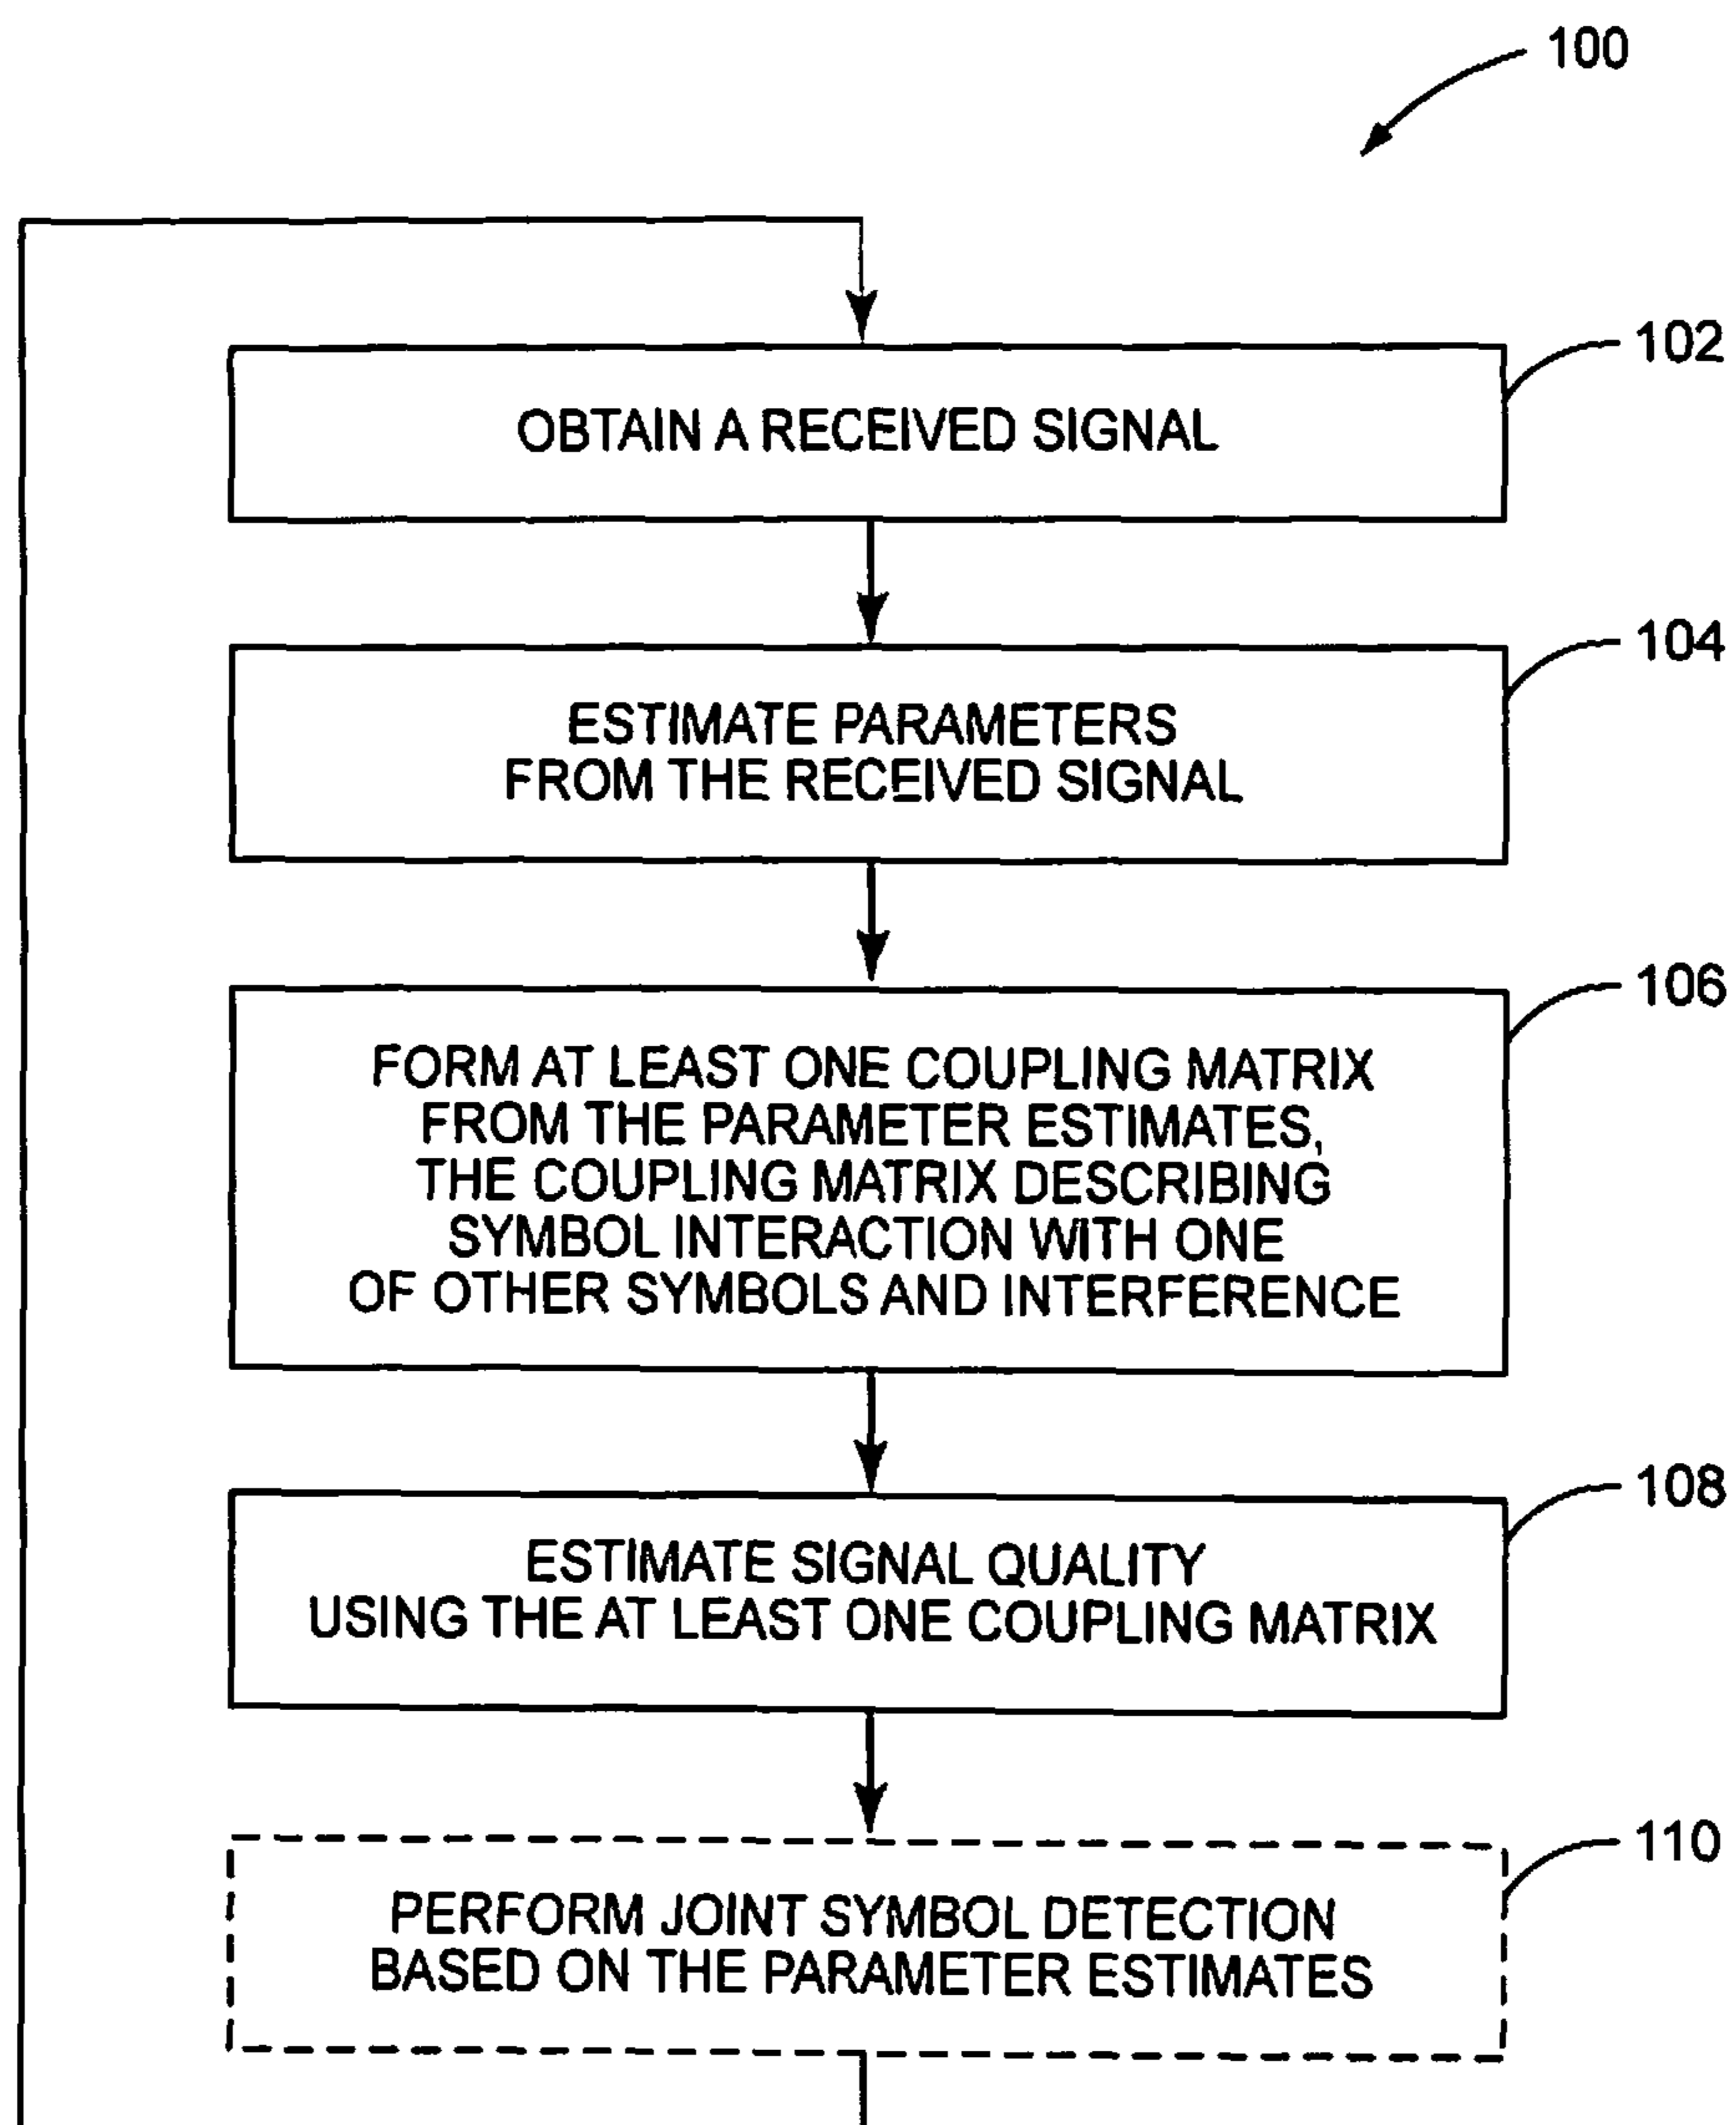 100
102
OBTAIN A RECEIVED SIGNAL
104
ESTIMATE PARAMETERS
FROM THE RECEIVED SIGNAL
106
FORM AT LEAST ONE COUPLING MATRIX
FROM THE PARAMETER ESTIMATES,
THE COUPLING MATRIX DESCRIBING
SYMBOL INTERACTION WITH ONE
OF OTHER SYMBOLS AND INTERFERENCE
108
ESTIMATE SIGNAL QUALITY
USING THE AT LEAST ONE COUPLING MATRIX
110
PERFORM JOINT SYMBOL DETECTION
BASED ON THE PARAMETER ESTIMATES